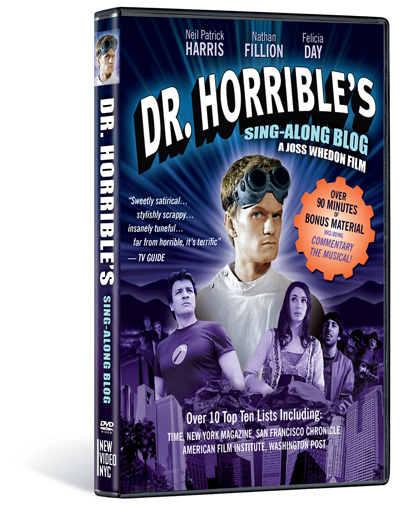 Neil Patrick
HARRIS
Nathan
FILLION
Felicia
DAY
DR. HORRIBLE'S
SING-ALONG BLOG
A JOSS WHEDON FILM
"Sweetly satirical...
stylishly scrappy...
insanely tuneful...
far from horrible, it's terrific"
— TV GUIDE
OVER
90 MINUTES
OF
BONUS MATERIAL
INCLUDING
COMMENTARY
THE MUSICAL!
Over 10 Top Ten Lists Including:
TIME, NEW YORK MAGAZINE, SAN FRANCISCO CHRONICLE
AMERICAN FILM INSTITUTE, WASHINGTON POST
DR. HORRIBLE'S
SING-ALONG BLOG
DVD
NEW
VIDEO
NYC